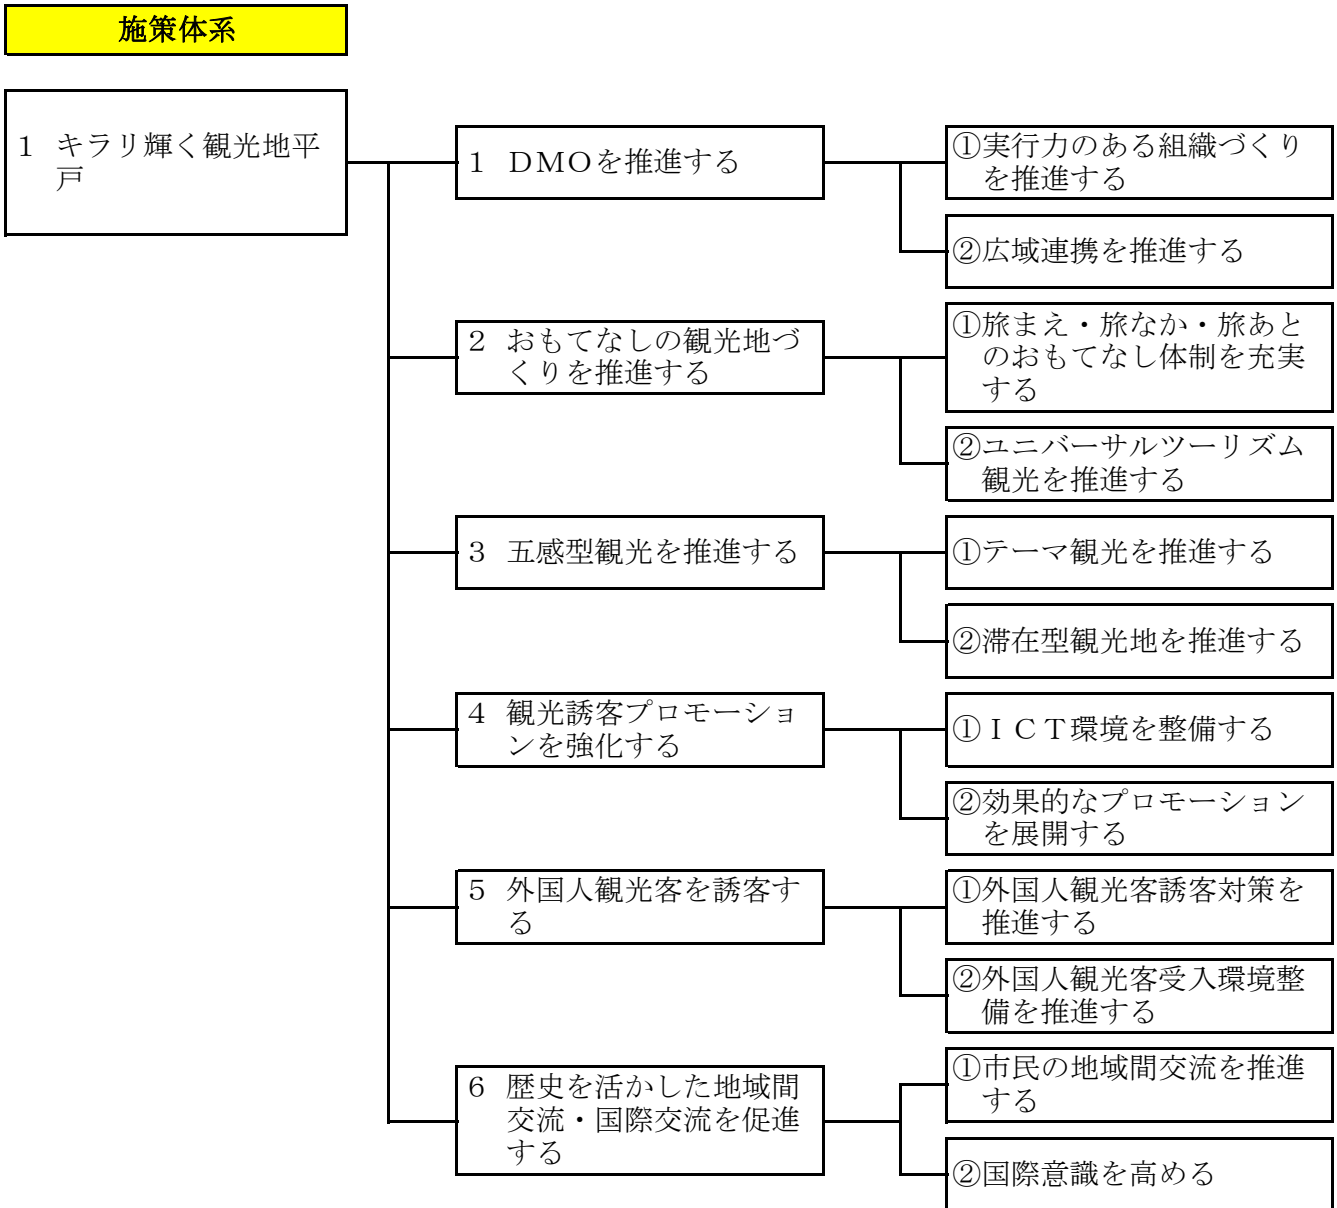 施策体系
1 キラリ輝く観光地平
戸
1 DMOを推進する
①実行力のある組織づくり
を推進する
②広域連携を推進する
2 おもてなしの観光地づ
くりを推進する
①旅まえ・旅なか・旅あと
のおもてなし体制を充実
する
②ユニバーサルツーリズム
観光を推進する
3 五感型観光を推進する
①テーマ観光を推進する
②滞在型観光地を推進する
4 観光誘客プロモーショ
ンを強化する
①ＩＣＴ環境を整備する
②効果的なプロモーション
を展開する
5 外国人観光客を誘客す
る
①外国人観光客誘客対策を
推進する
②外国人観光客受入環境整
備を推進する
6 歴史を活かした地域間
交流・国際交流を促進
する
①市民の地域間交流を推進
する
②国際意識を高める